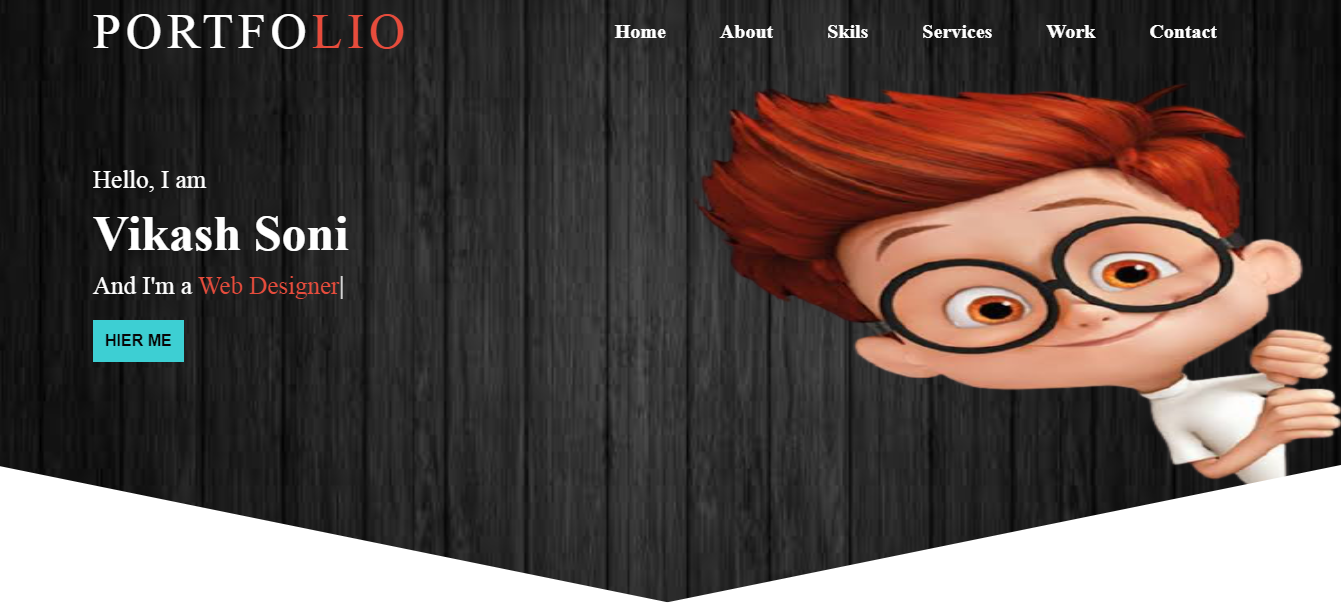 PORTFOLIO
Home About Skils Services Work Contact
Hello, I am
Vikash Soni
And I'm a Web Designer|
HIER ME